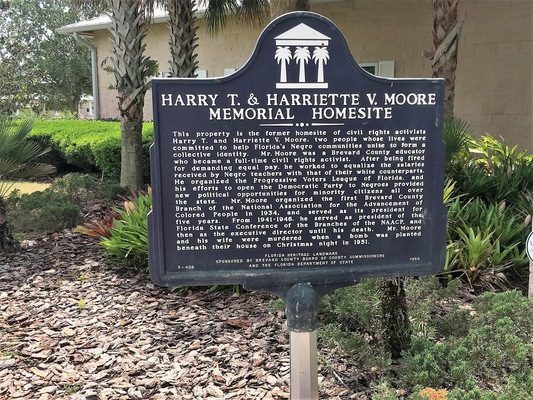 HARRY T. & HARRIETTE V. MOORE
MEMORIAL HOMESITE
This property is the former homesite of civil rights activists
Harry T. and Harriette V. Moore, two people whose lives were
committed to help Florida's Negro communities unite to form a
collective identity. Mr. Moore was a Brevard County educator
who became a full-time civil rights activist. After being fired
for demanding equal pay, he worked to equalize the salaries
received by Negro teachers with that of their white counterparts.
He organized the Progressive Voters League of Florida, and
his efforts to open the Democratic Party to Negroes provided
new political opportunities for minority citizens all over
the state. Mr. Moore organized the first Brevard County
Branch of the National Association for the Advancement of
Colored People in 1934, and served as its president for
five years. From 1941-1946, he served as president of the
Florida State Conference of the Branches of the NAACP, and
then as the executive director until his death. Mr. Moore
and his wife were murdered when a bomb was planted
beneath their house on Christmas night in 1951.
FLORIDA HERITAGE LANDMARK
SPONSORED BY BREVARD COUNTY BOARD OF COUNTY COMMISSIONERS
AND THE FLORIDA DEPARTMENT OF STATE